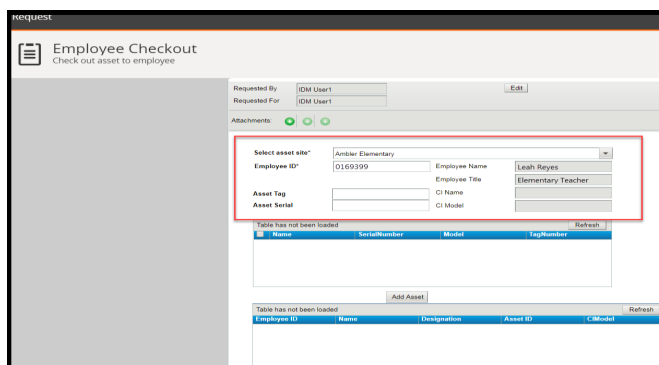 Request
Employee Checkout
Check out asset to employee
Requested By IDM User1 Edit
Requested For IDM User1
Attachments:
Select asset site* Ambler Elementary
Employee ID* 0169399 Employee Name Leah Reyes
Employee Title Elementary Teacher
Asset Tag CI Name
Asset Serial CI Model
Table has not been loaded Refresh
Name SerialNumber Model TagNumber
Add Asset
Table has not been loaded Refresh
Employee ID Name Designation Asset ID CIModel